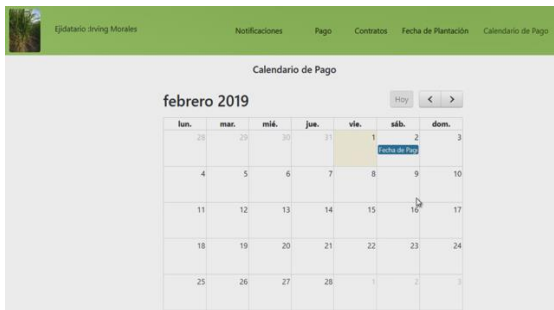 Ejidatario :Irving Morales
Notificaciones Pago Contratos Fecha de Plantación Calendario de Pago
Calendario de Pago
febrero 2019
Hoy
lun. mar. mié. jue. vie. sáb. dom.
28 29 30 31 1 2 3
Fecha de Pago
4 5 6 7 8 9 10
11 12 13 14 15 16 17
18 19 20 21 22 23 24
25 26 27 28 1 2 3